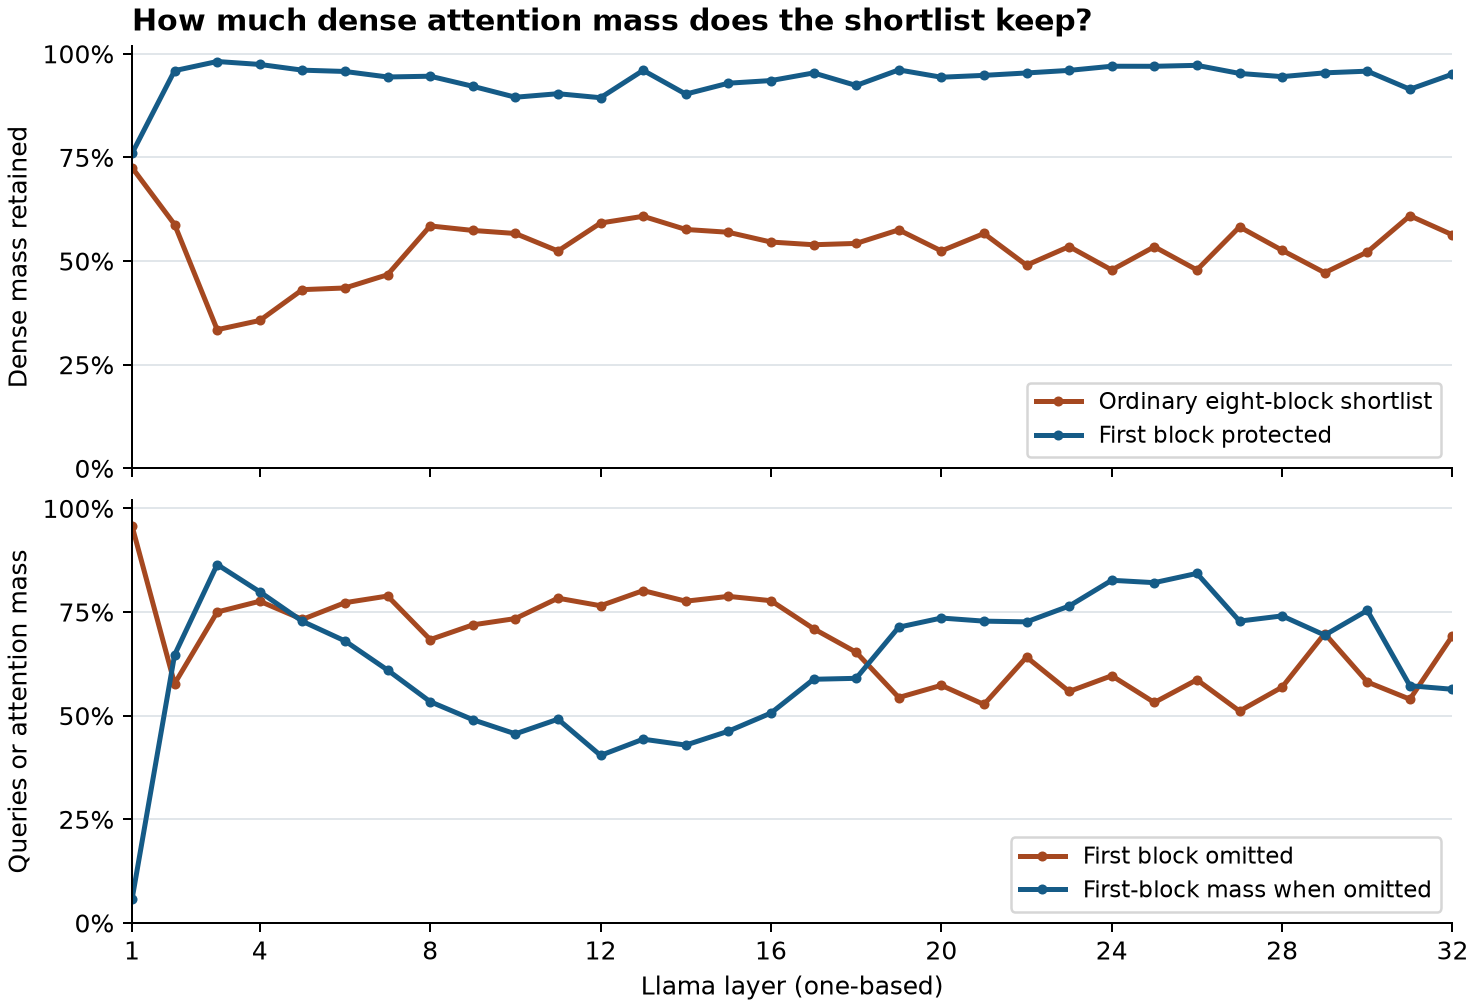 How much dense attention mass does the shortlist keep?
100%
75%
50%
25%
0%
Dense mass retained
Ordinary eight-block shortlist
First block protected
100%
75%
50%
25%
0%
Queries or attention mass
First block omitted
First-block mass when omitted
1 4 8 12 16 20 24 28 32
Llama layer (one-based)